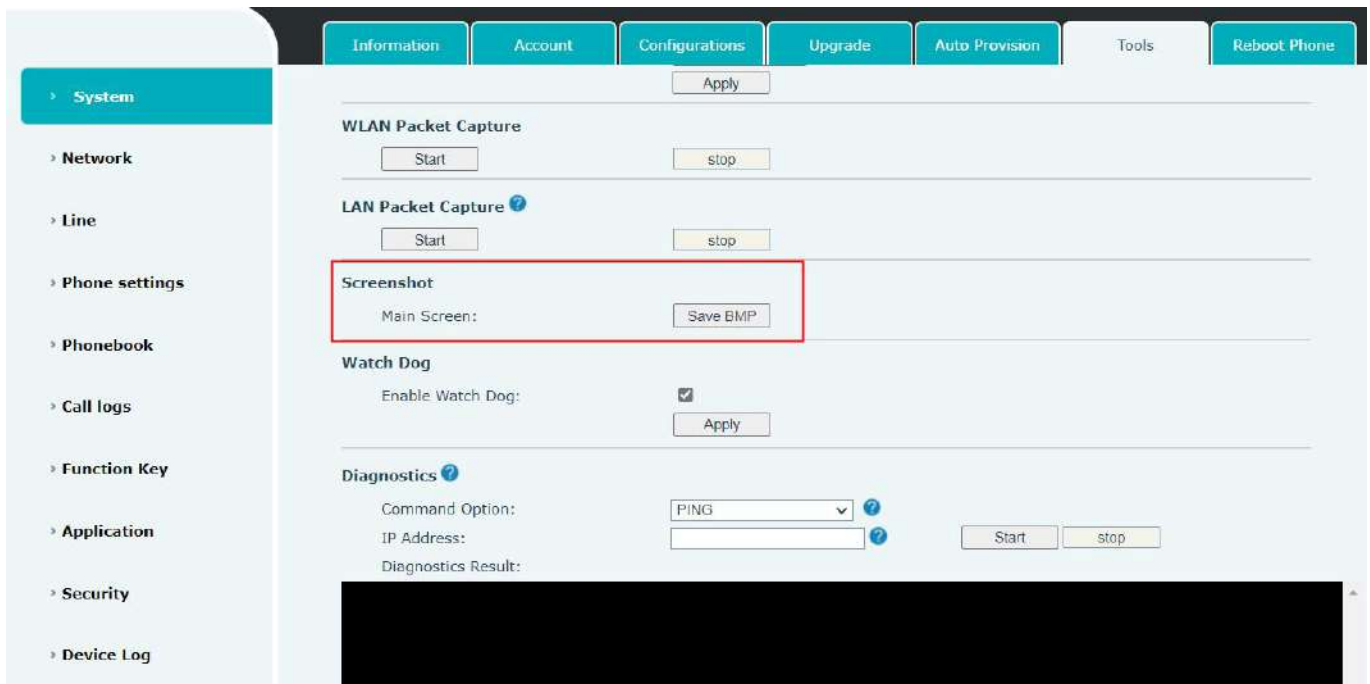 Information Account Configurations Upgrade Auto Provision Tools Reboot Phone
System
Network
Line
Phone settings
Phonebook
Call logs
Function Key
Application
Security
Device Log
Apply
WLAN Packet Capture
Start stop
LAN Packet Capture ?
Start stop
Screenshot
Main Screen: Save BMP
Watch Dog
Enable Watch Dog:
Apply
Diagnostics ?
Command Option: PING ?
IP Address: ? Start stop
Diagnostics Result: